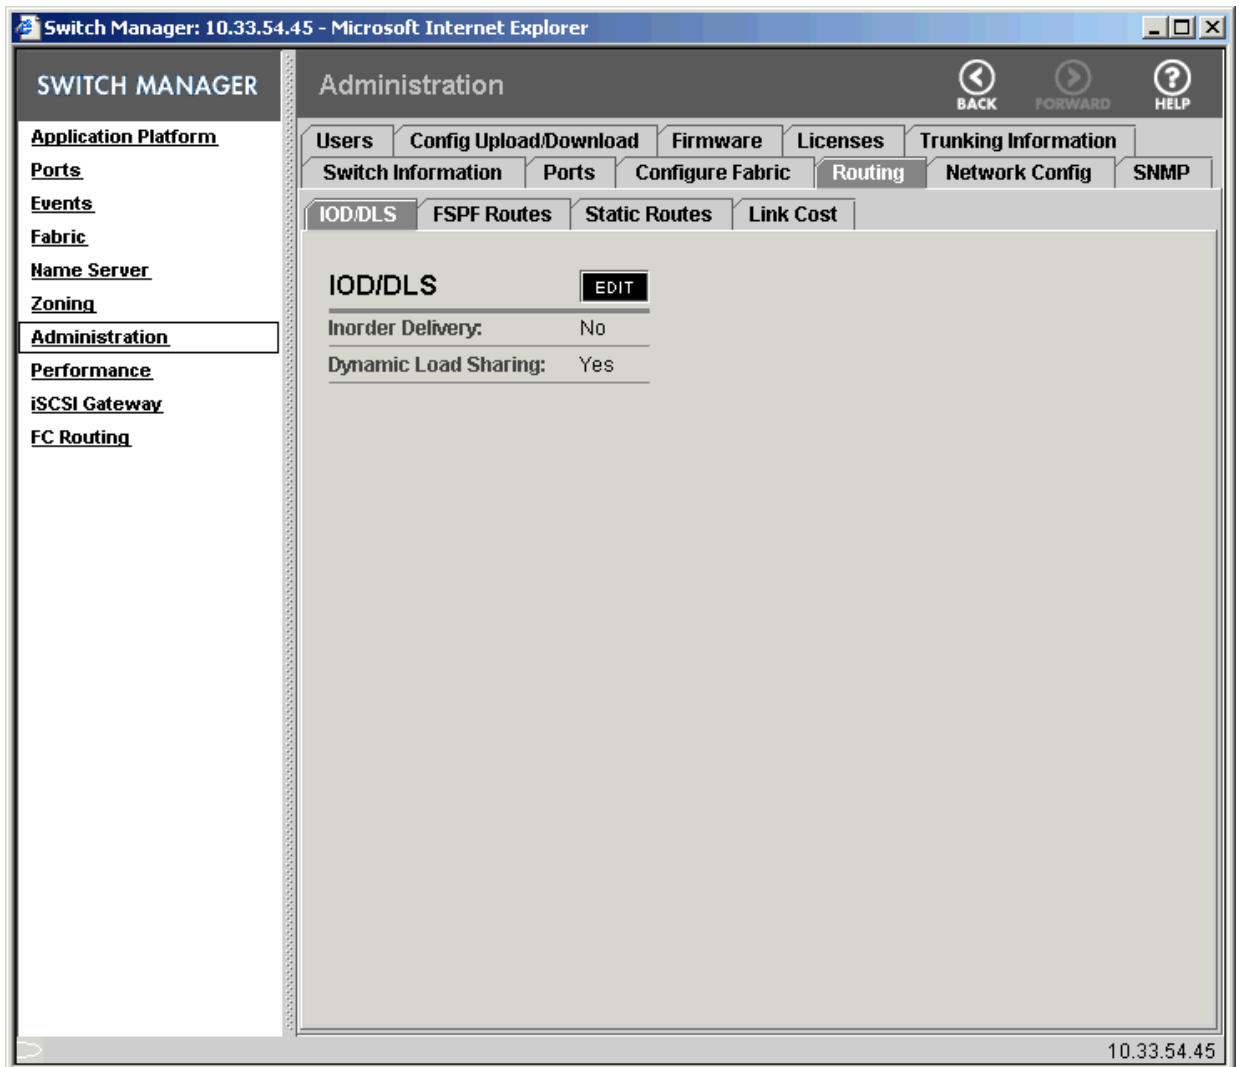 Switch Manager: 10.33.54.45 - Microsoft Internet Explorer
SWITCH MANAGER
Administration
BACK
FORWARD
HELP
Application Platform
Ports
Events
Fabric
Name Server
Zoning
Administration
Performance
iSCSI Gateway
FC Routing
Users Config Upload/Download Firmware Licenses Trunking Information
Switch Information Ports Configure Fabric Routing Network Config SNMP
IOD/DLS FSPF Routes Static Routes Link Cost
IOD/DLS EDIT
Inorder Delivery: No
Dynamic Load Sharing: Yes
10.33.54.45